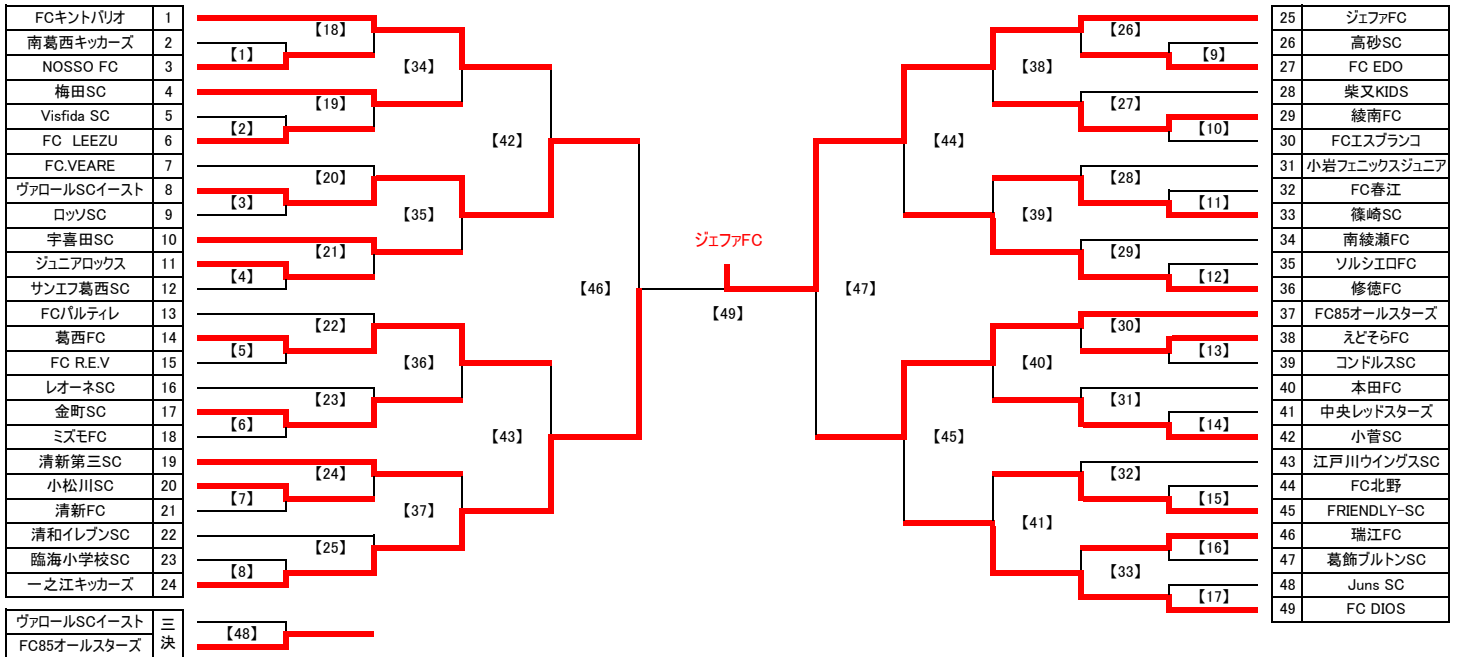 FCキントバリオ 1
南葛西キッカーズ 2
NOSSO FC 3
梅田SC 4
Visfida SC 5
FC LEEZU 6
FC.VEARE 7
ヴァロールSCイースト 8
ロッソSC 9
宇喜田SC 10
ジュニアロックス 11
サンエフ葛西SC 12
FCパルティレ 13
葛西FC 14
FC R.E.V 15
レオーネSC 16
金町SC 17
ミズモFC 18
清新第三SC 19
小松川SC 20
清新FC 21
清和イレブンSC 22
臨海小学校SC 23
一之江キッカーズ 24
【1】
【2】
【3】
【4】
【5】
【6】
【7】
【8】
【18】
【19】
【20】
【21】
【22】
【23】
【24】
【25】
【34】
【35】
【36】
【37】
【42】
【43】
【46】
ジェファFC
【49】
【47】
【44】
【45】
【38】
【39】
【40】
【41】
【26】
【27】
【28】
【29】
【30】
【31】
【32】
【33】
【9】
【10】
【11】
【12】
【13】
【14】
【15】
【16】
【17】
25 ジェファFC
26 高砂SC
27 FC EDO
28 柴又KIDS
29 綾南FC
30 FCエスブランコ
31 小岩フェニックスジュニア
32 FC春江
33 篠崎SC
34 南綾瀬FC
35 ソルシエロFC
36 修徳FC
37 FC85オールスターズ
38 えどそらFC
39 コンドルスSC
40 本田FC
41 中央レッドスターズ
42 小菅SC
43 江戸川ウイングスSC
44 FC北野
45 FRIENDLY-SC
46 瑞江FC
47 葛飾ブルトンSC
48 Juns SC
49 FC DIOS
ヴァロールSCイースト
FC85オールスターズ
三決
【48】